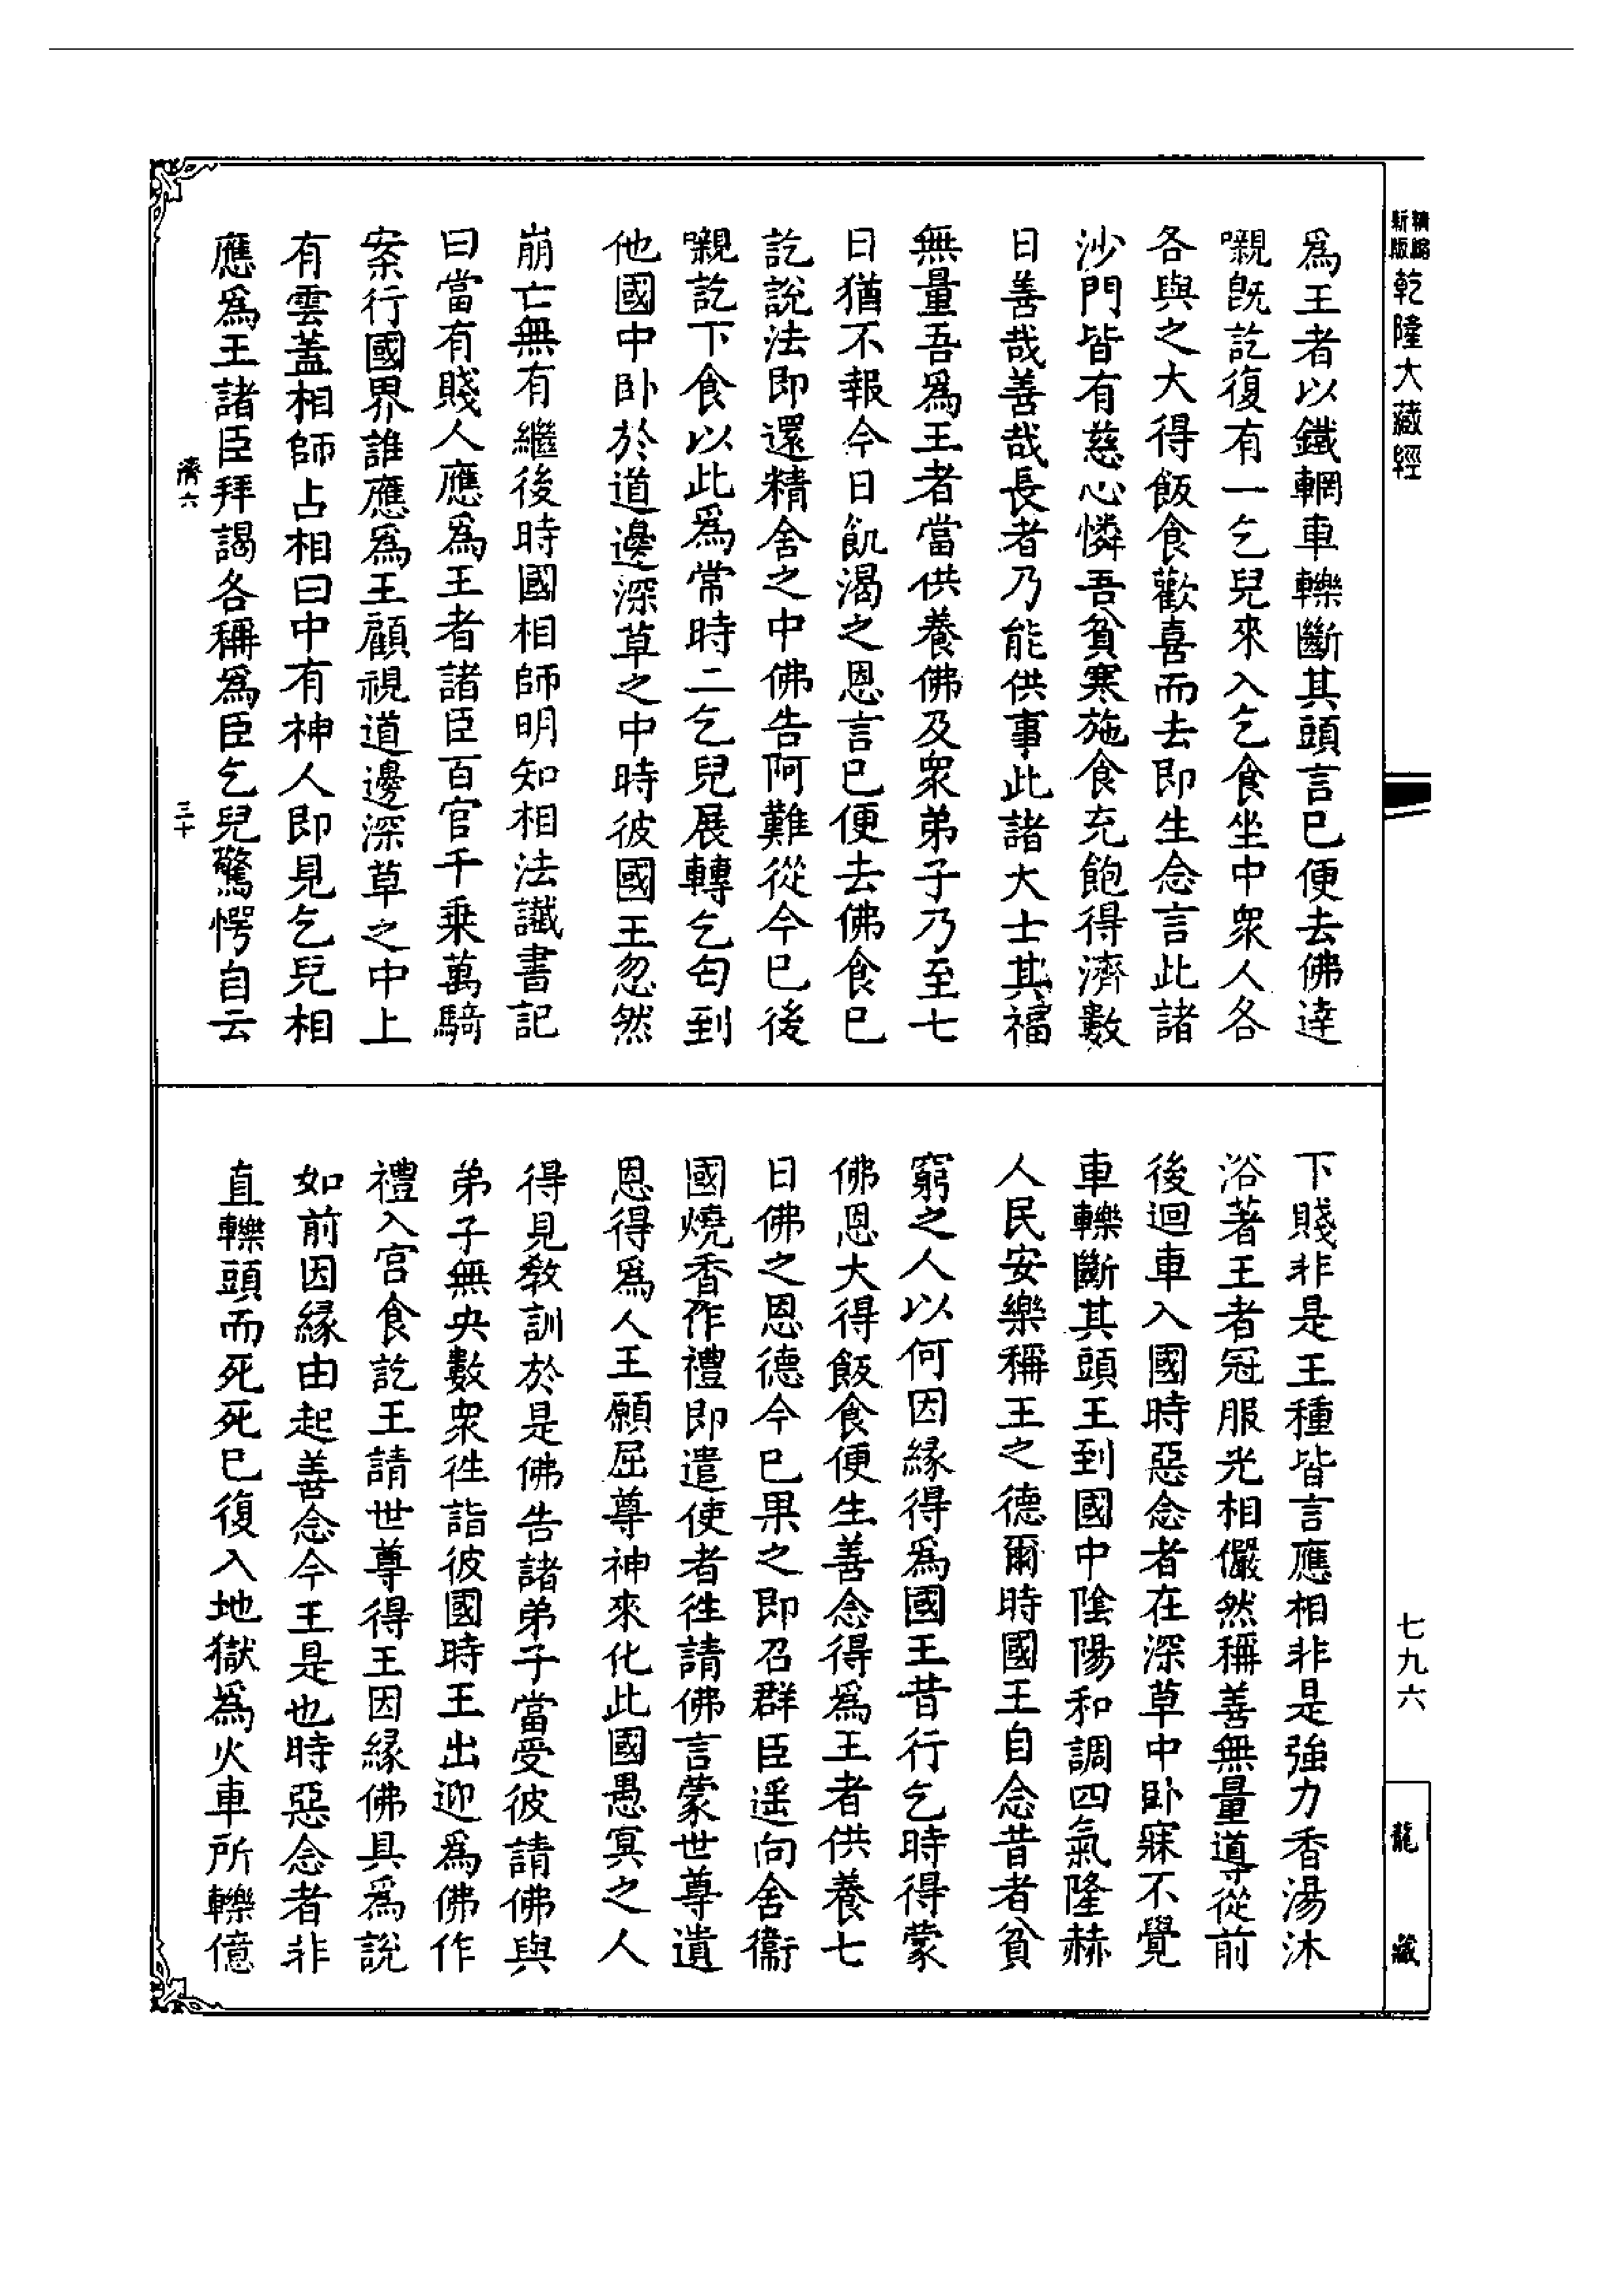 精縮新版乾隆大藏經
為王者以鐵輞車轢斷其頭言已便去佛達
嚫旣訖復有一乞兒來入乞食坐中衆人各
各與之大得飯食歡喜而去即生念言此諸
沙門皆有慈心憐吾貧寒施食充飽得濟數
日善哉善哉長者乃能供事此諸大士其福
無量吾爲王者當供養佛及衆弟子乃至七
日猶不報今日飢渴之恩言已便去佛食已
訖說法即還精舍之中佛告阿難從今已後
嚫訖下食以此爲常時二乞兒展轉乞匃到
他國中卧於道邊深草之中時彼國王忽然
崩亡無有繼後時國相師明知相法讖書記
曰當有賤人應爲王者諸臣百官千乗萬騎
案行國界誰應爲王顧視道邊深草之中上
有雲蓋相師占相曰中有神人即見乞兒相
應爲王諸臣拜謁各稱爲臣乞兒驚愕自云
濟六
三十
下賤非是王種皆言應相非是強力香湯沐
浴著王者冠服光相儼然稱善無量導從前
後迴車入國時惡念者在深草中卧寐不覺
車轢斷其頭王到國中陰陽和調四氣隆赫
人民安樂稱王之德爾時國王自念昔者貧
窮之人以何因緣得爲國王昔行乞時得蒙
佛恩大得飯食便生善念得爲王者供養七
日佛之恩德今已果之即召群臣遥向舍衞
國燒香作禮即遣使者徃請佛言蒙世尊遺
恩得爲人王願屈尊神來化此國愚冥之人
得見教訓於是佛告諸弟子當受彼請佛與
弟子無央數衆徃詣彼國時王出迎爲佛作
禮入宫食訖王請世尊得王因緣佛具爲說
如前因緣由起善念今王是也時惡念者非
直轢頭而死死已復入地獄爲火車所轢億
七九六
龍藏